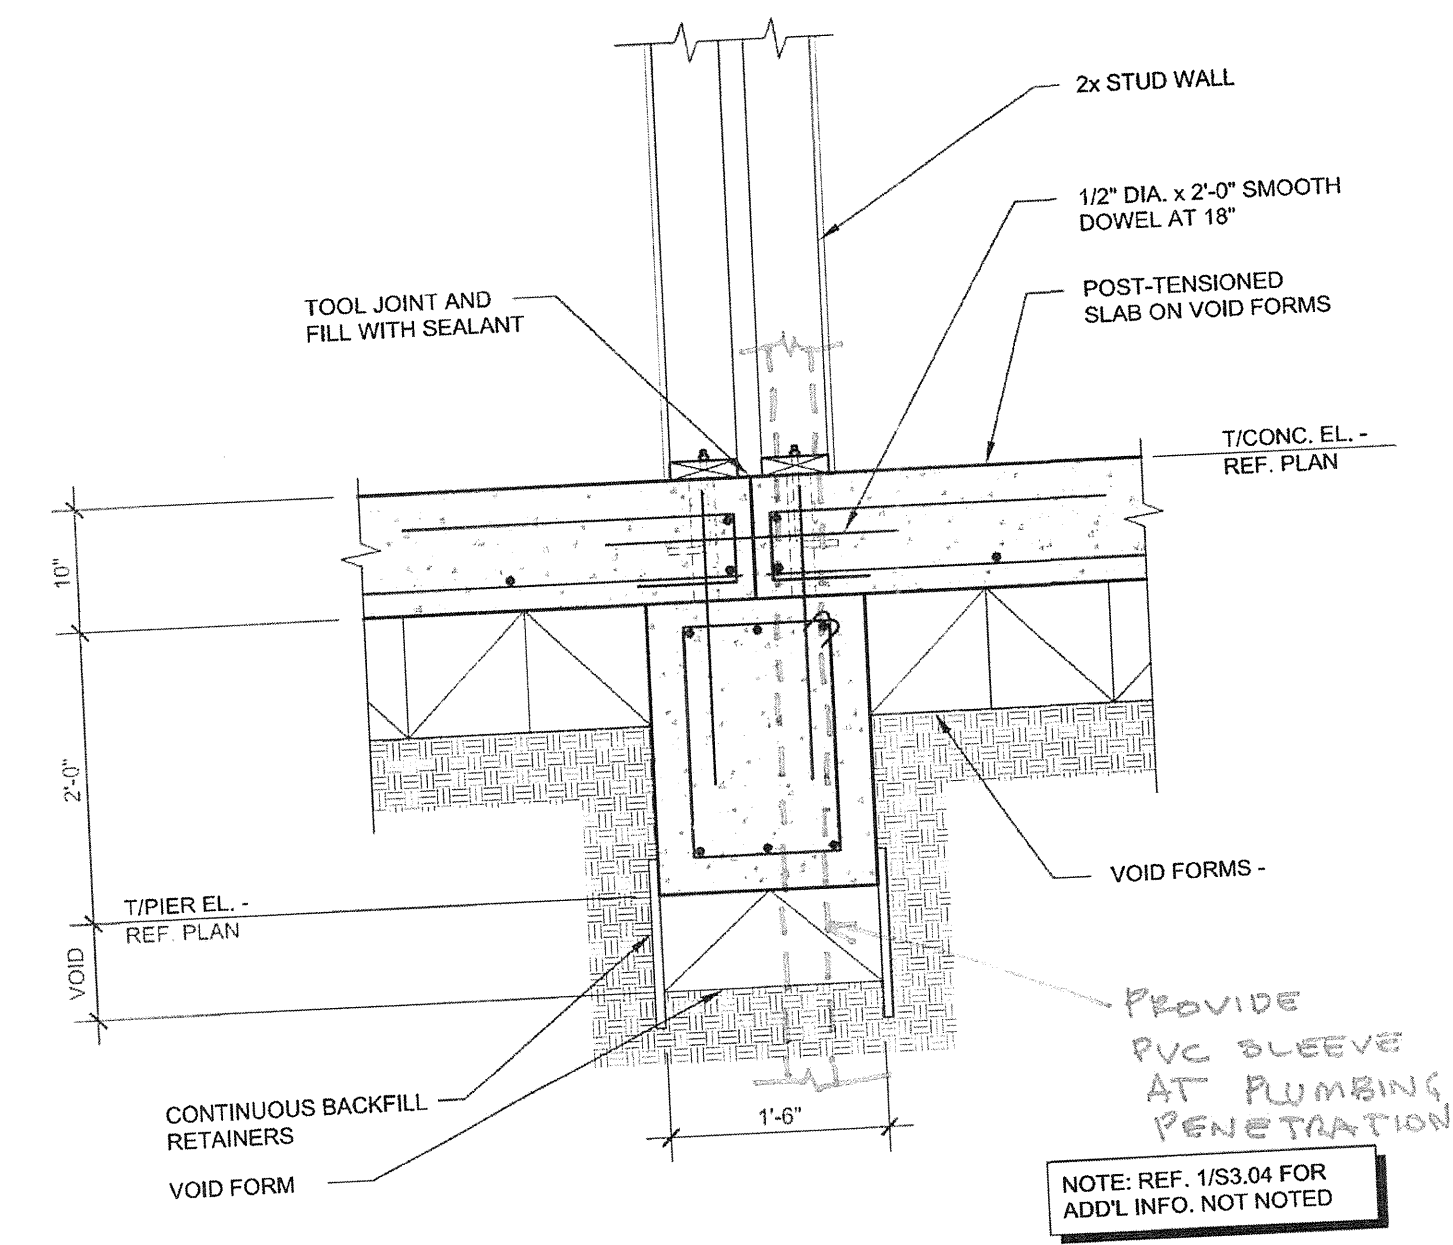 2x STUD WALL
1/2" DIA. x 2'-0" SMOOTH
DOWEL AT 18"
TOOL JOINT AND
FILL WITH SEALANT
POST-TENSIONED
SLAB ON VOID FORMS
T/CONC. EL. -
REF. PLAN
10"
2'-0"
VOID FORMS -
T/PIER EL. -
REF. PLAN
VOID
PROVIDE
PVC SLEEVE
AT PLUMBING
PENETRATION
CONTINUOUS BACKFILL
RETAINERS
1'-6"
VOID FORM
NOTE: REF. 1/S3.04 FOR
ADD'L INFO. NOT NOTED